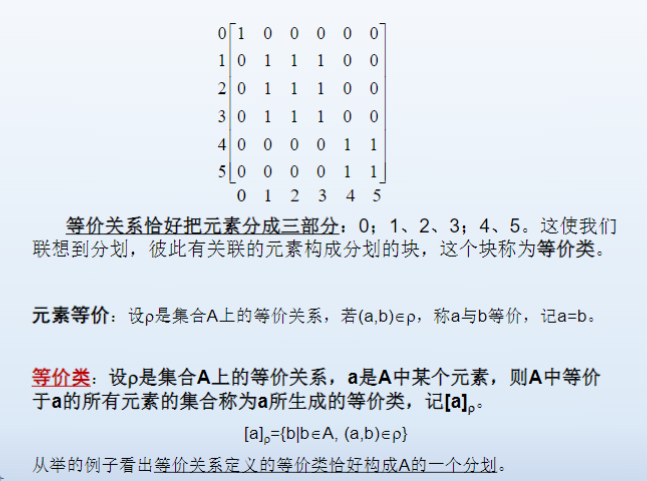 0 1 0 0 0 0 0
1 0 1 1 1 0 0
2 0 1 1 1 0 0
3 0 1 1 1 0 0
4 0 0 0 0 1 1
5 0 0 0 0 1 1
0 1 2 3 4 5
等价关系恰好把元素分成三部分：0；1、2、3；4、5。这使我们
联想到分划，彼此有关联的元素构成分划的块，这个块称为等价类。
元素等价：设ρ是集合A上的等价关系，若(a,b)∈ρ，称a与b等价，记a=b。
等价类：设ρ是集合A上的等价关系，a是A中某个元素，则A中等价
于a的所有元素的集合称为a所生成的等价类，记[a]ρ。
[a]ρ={b|b∈A, (a,b)∈ρ}
从举的例子看出等价关系定义的等价类恰好构成A的一个分划。